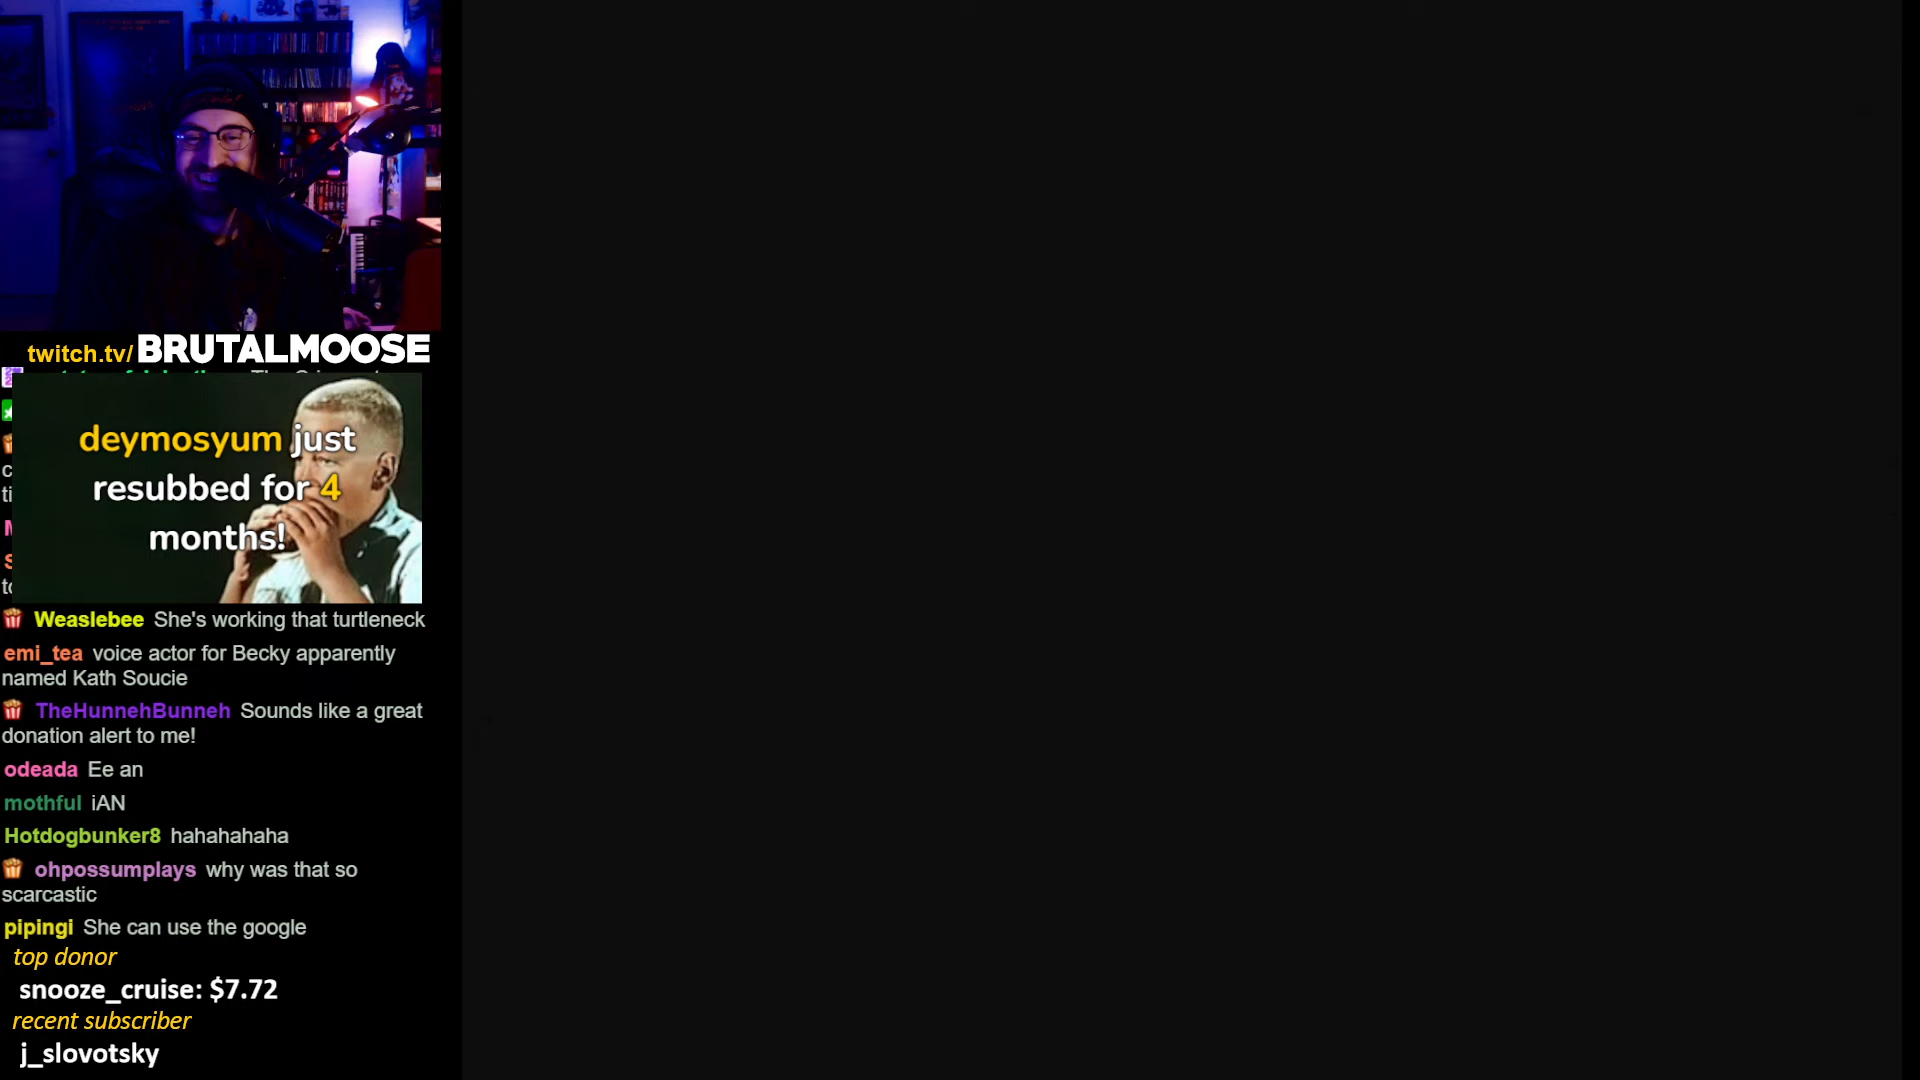 twitch.tv/BRUTALMOOSE
deymosyum just
resubbed for 4
months!
Weaslebee She's working that turtleneck
emi_tea voice actor for Becky apparently
named Kath Soucie
TheHunnehBunneh Sounds like a great
donation alert to me!
odeada Ee an
mothful iAN
Hotdogbunker8 hahahahaha
ohpossumplays why was that so
scarcastic
pipingi She can use the google
top donor
snooze_cruise: $7.72
recent subscriber
j_slovotsky